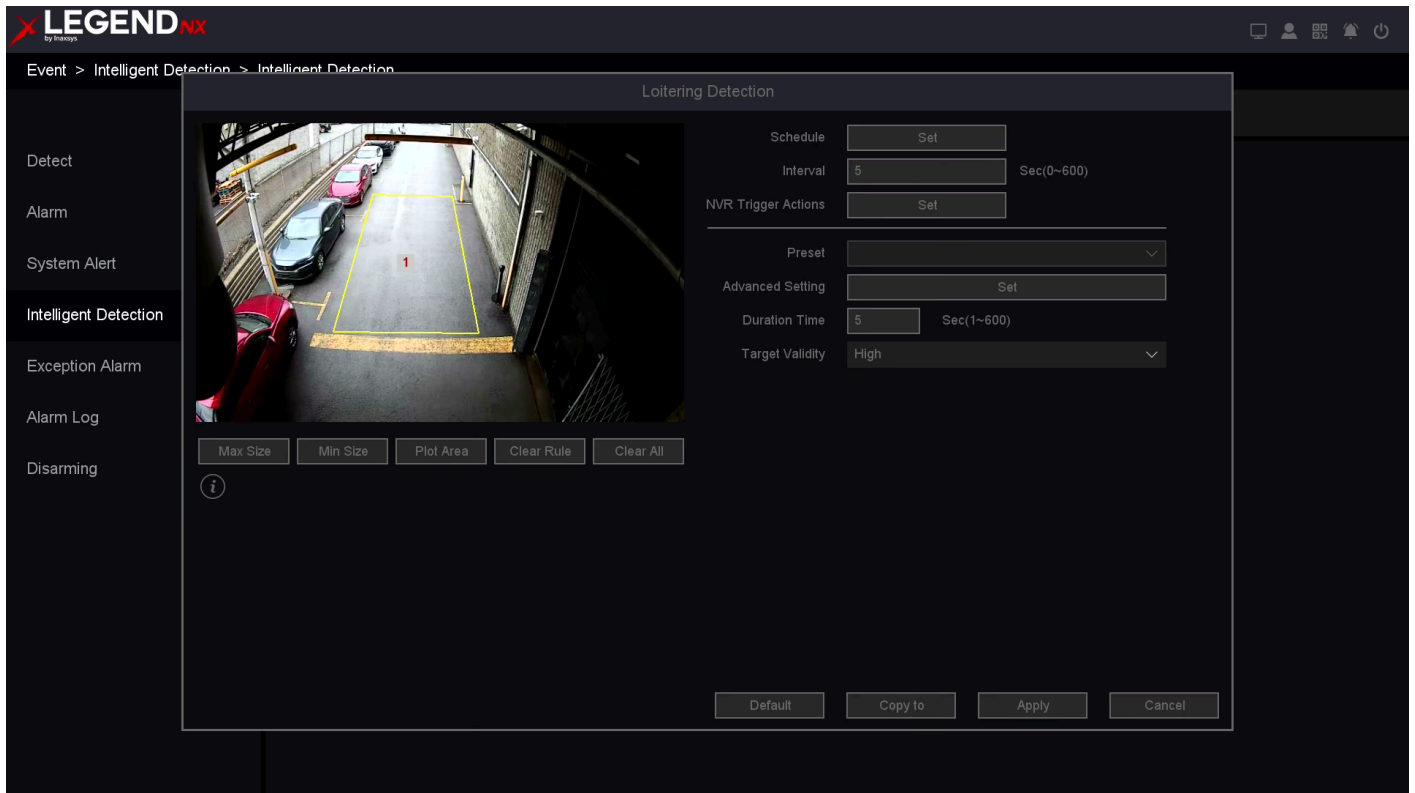 LEGEND NX
by Inaxsys
Event > Intelligent Detection > Intelligent Detection
Loitering Detection
Detect
Alarm
System Alert
Intelligent Detection
Exception Alarm
Alarm Log
Disarming
1
Max Size Min Size Plot Area Clear Rule Clear All
i
Schedule Set
Interval 5 Sec(0~600)
NVR Trigger Actions Set
Preset
Advanced Setting Set
Duration Time 5 Sec(1~600)
Target Validity High
Default Copy to Apply Cancel